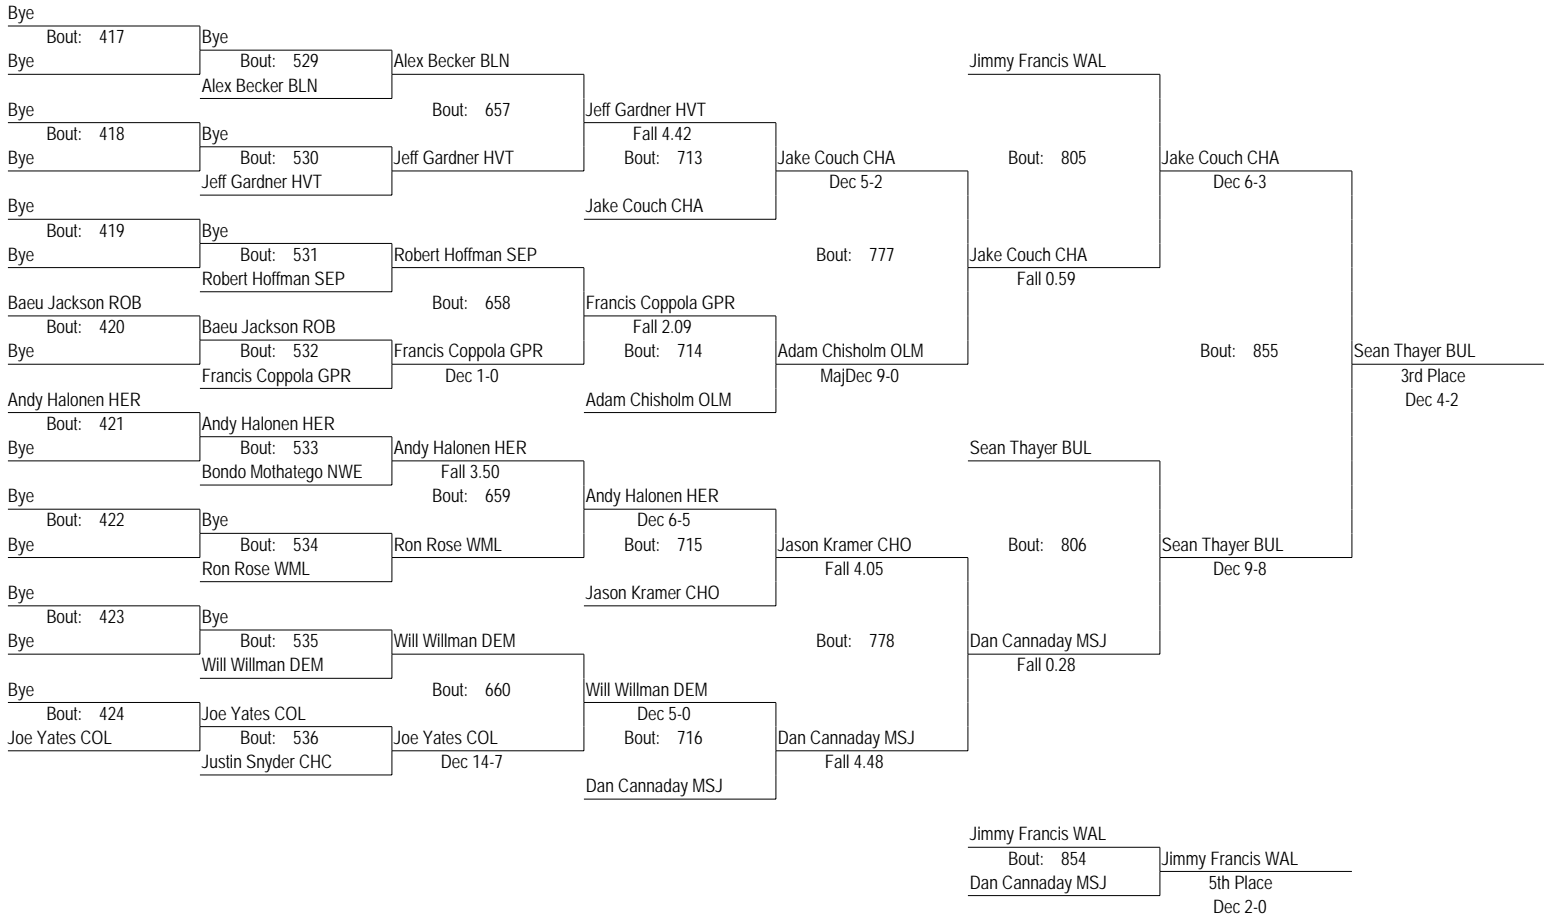 Bye
Bout: 417 Bye
Bye Bout: 529 Alex Becker BLN Jimmy Francis WAL
Alex Becker BLN
Bye Bout: 657 Jeff Gardner HVT
Bout: 418 Bye Fall 4.42
Bye Bout: 530 Jeff Gardner HVT Bout: 713 Jake Couch CHA Bout: 805 Jake Couch CHA
Jeff Gardner HVT Dec 5-2 Dec 6-3
Bye Jake Couch CHA
Bout: 419 Bye
Bye Bout: 531 Robert Hoffman SEP Bout: 777 Jake Couch CHA
Robert Hoffman SEP Fall 0.59
Baeu Jackson ROB Bout: 658 Francis Coppola GPR
Bout: 420 Baeu Jackson ROB Fall 2.09
Bye Bout: 532 Francis Coppola GPR Bout: 714 Adam Chisholm OLM Bout: 855 Sean Thayer BUL
Francis Coppola GPR Dec 1-0 MajDec 9-0 3rd Place
Andy Halonen HER Adam Chisholm OLM Dec 4-2
Bout: 421 Andy Halonen HER
Bye Bout: 533 Andy Halonen HER Sean Thayer BUL
Bondo Mothatego NWE Fall 3.50
Bye Bout: 659 Andy Halonen HER
Bout: 422 Bye Dec 6-5
Bye Bout: 534 Ron Rose WML Bout: 715 Jason Kramer CHO Bout: 806 Sean Thayer BUL
Ron Rose WML Fall 4.05 Dec 9-8
Bye Jason Kramer CHO
Bout: 423 Bye
Bye Bout: 535 Will Willman DEM Bout: 778 Dan Cannaday MSJ
Will Willman DEM Fall 0.28
Bye Bout: 660 Will Willman DEM
Bout: 424 Joe Yates COL Dec 5-0
Joe Yates COL Bout: 536 Joe Yates COL Bout: 716 Dan Cannaday MSJ
Justin Snyder CHC Dec 14-7 Fall 4.48
Dan Cannaday MSJ
Jimmy Francis WAL
Bout: 854 Jimmy Francis WAL
Dan Cannaday MSJ 5th Place
Dec 2-0